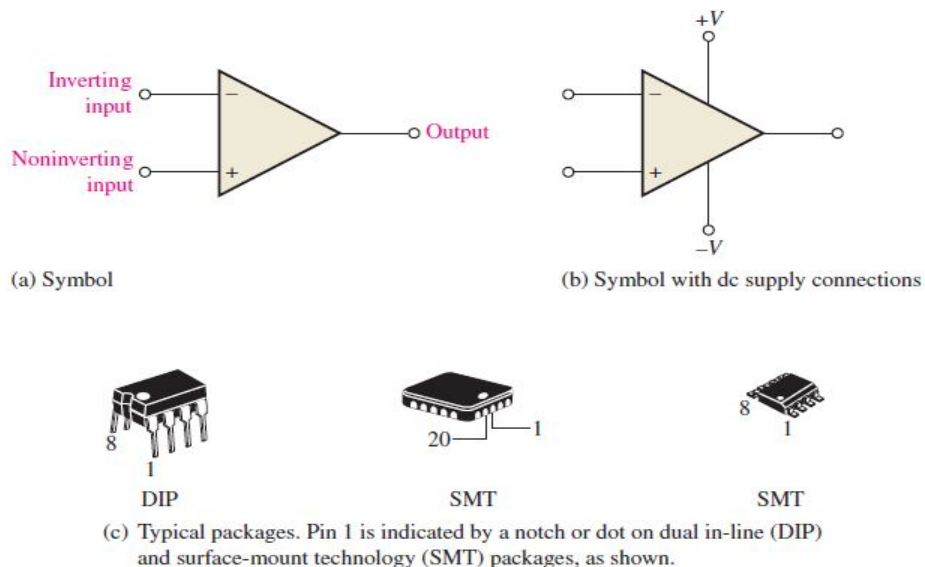 +V
Inverting
input
−
Noninverting
input
+
Output
−
+
−V
(a) Symbol
(b) Symbol with dc supply connections
8
1
DIP
20
1
SMT
8
1
SMT
(c) Typical packages. Pin 1 is indicated by a notch or dot on dual in-line (DIP)
and surface-mount technology (SMT) packages, as shown.